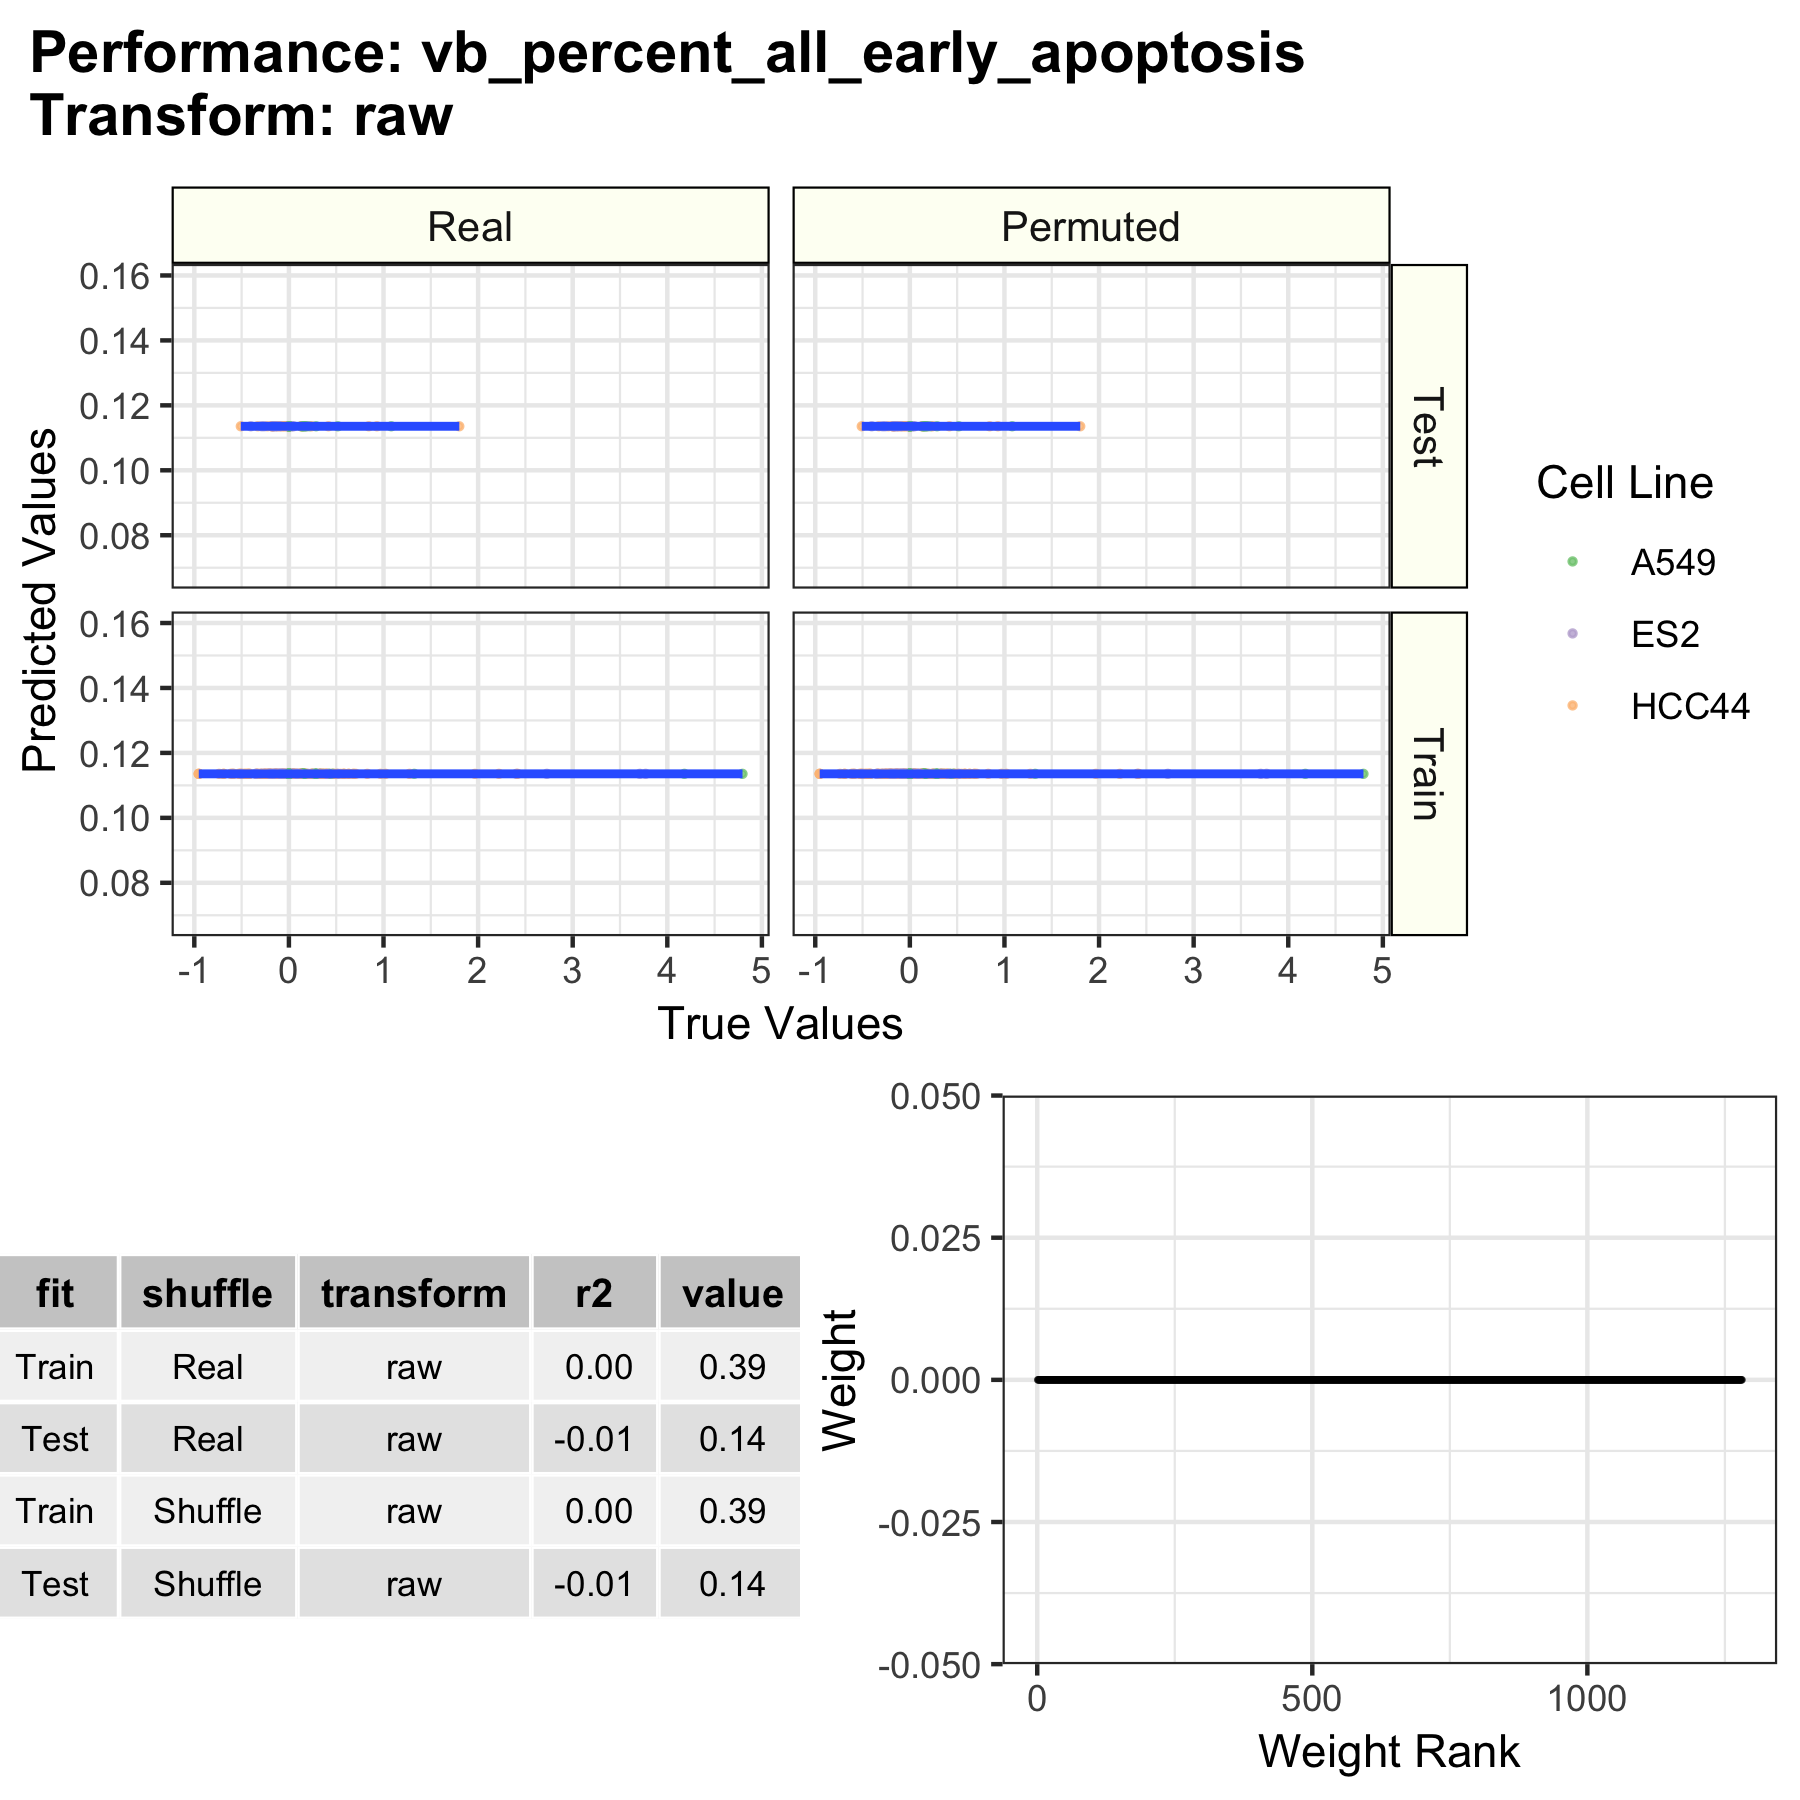 Performance: vb_percent_all_early_apoptosis
Transform: raw
Real
Permuted
0.16
0.14
0.12
0.10
0.08
Test
0.16
0.14
0.12
0.10
0.08
Train
Predicted Values
-1 0 1 2 3 4 5
-1 0 1 2 3 4 5
True Values
Cell Line
A549
ES2
HCC44
fit shuffle transform r2 value
Train Real raw 0.00 0.39
Test Real raw -0.01 0.14
Train Shuffle raw 0.00 0.39
Test Shuffle raw -0.01 0.14
Weight
0.050
0.025
0.000
-0.025
-0.050
0 500 1000
Weight Rank